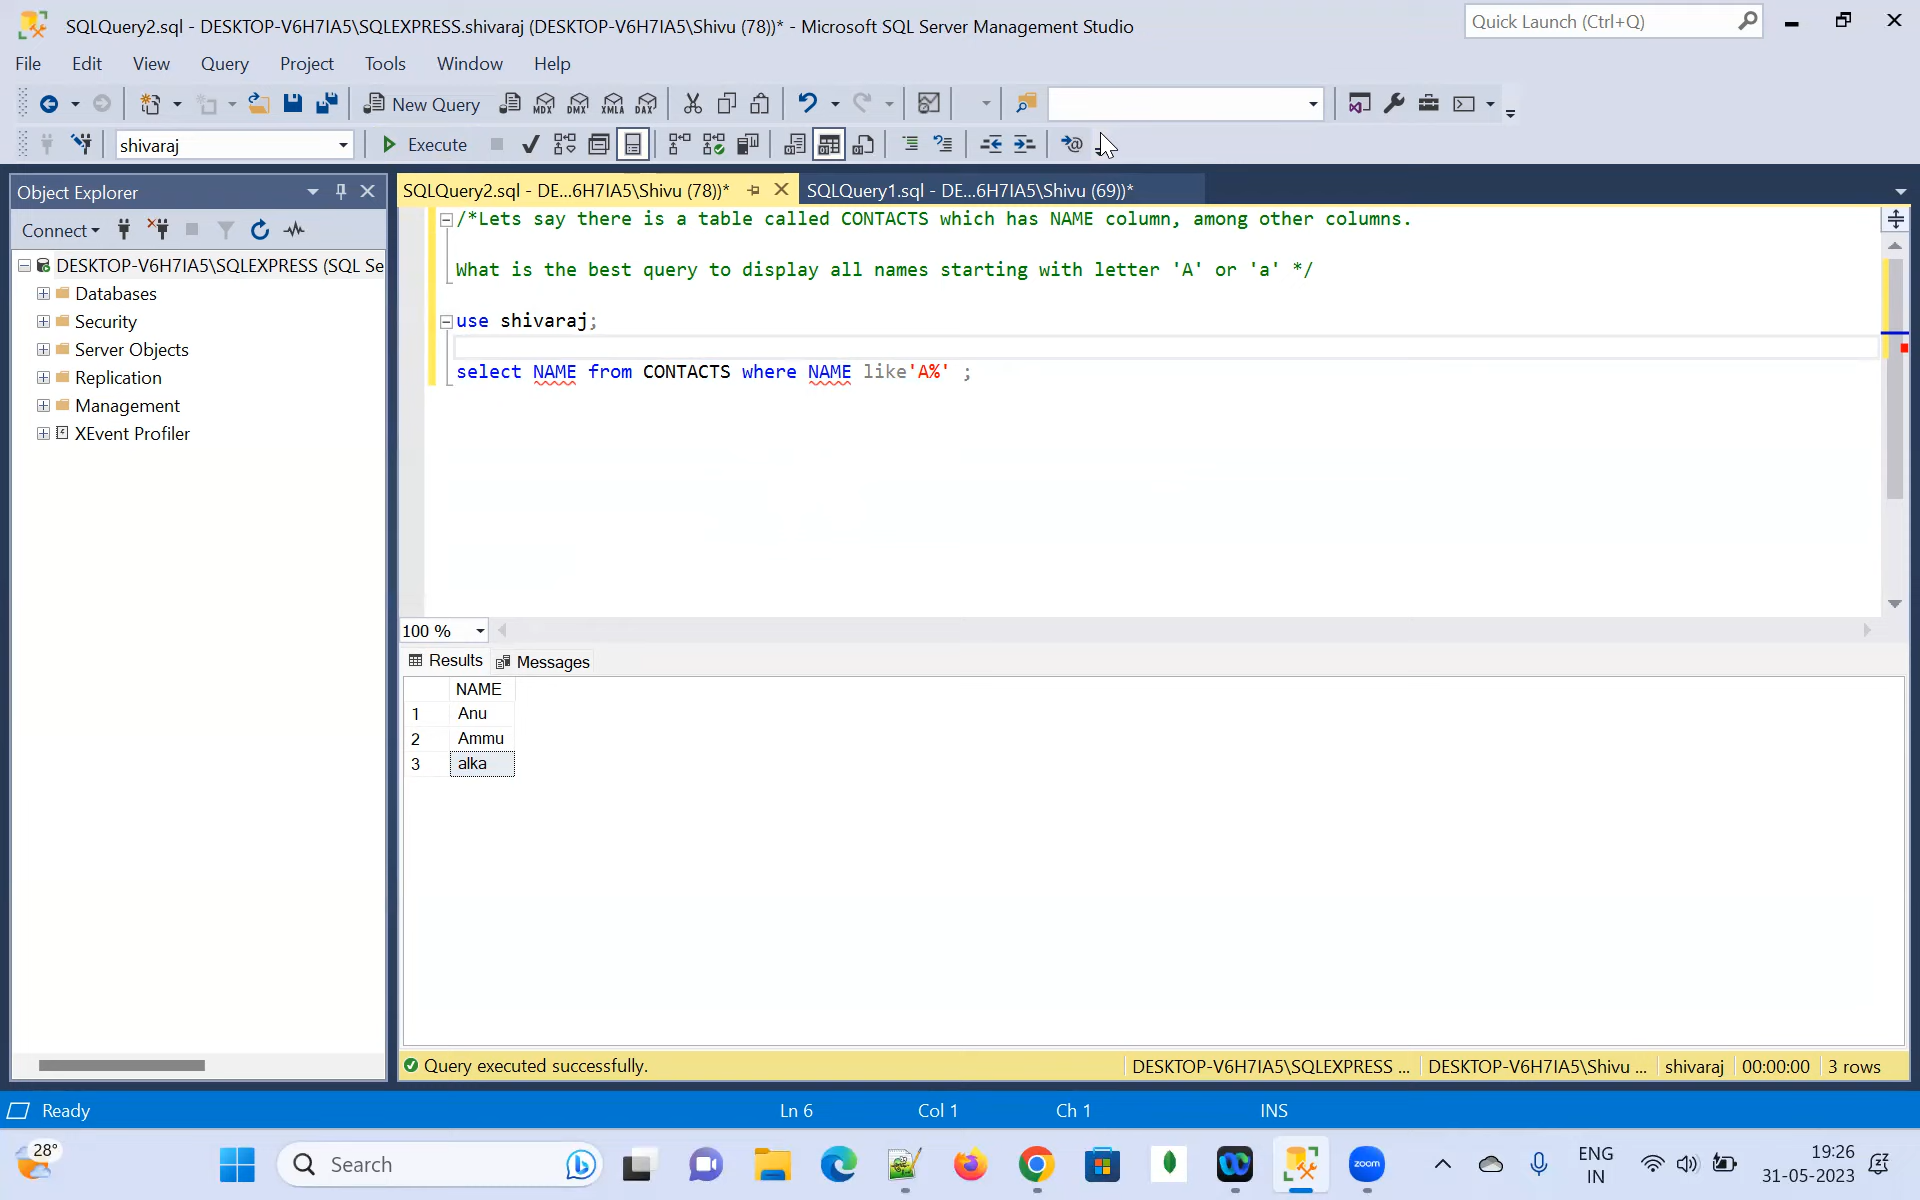 SQLQuery2.sql - DESKTOP-V6H7IA5\SQLEXPRESS.shivaraj (DESKTOP-V6H7IA5\Shivu (78))* - Microsoft SQL Server Management Studio
Quick Launch (Ctrl+Q)
File Edit View Query Project Tools Window Help
New Query MDX DMX XMLA DAX
shivaraj Execute
Object Explorer
SQLQuery2.sql - DE...6H7IA5\Shivu (78))* SQLQuery1.sql - DE...6H7IA5\Shivu (69))*
Connect
DESKTOP-V6H7IA5\SQLEXPRESS (SQL Se
Databases
Security
Server Objects
Replication
Management
XEvent Profiler
/*Lets say there is a table called CONTACTS which has NAME column, among other columns.
What is the best query to display all names starting with letter 'A' or 'a' */
use shivaraj;
select NAME from CONTACTS where NAME like'A%' ;
100 %
Results Messages
NAME
1 Anu
2 Ammu
3 alka
Query executed successfully. DESKTOP-V6H7IA5\SQLEXPRESS ... DESKTOP-V6H7IA5\Shivu ... shivaraj 00:00:00 3 rows
Ready Ln 6 Col 1 Ch 1 INS
28°
Search
zoom
ENG
IN
19:26
31-05-2023